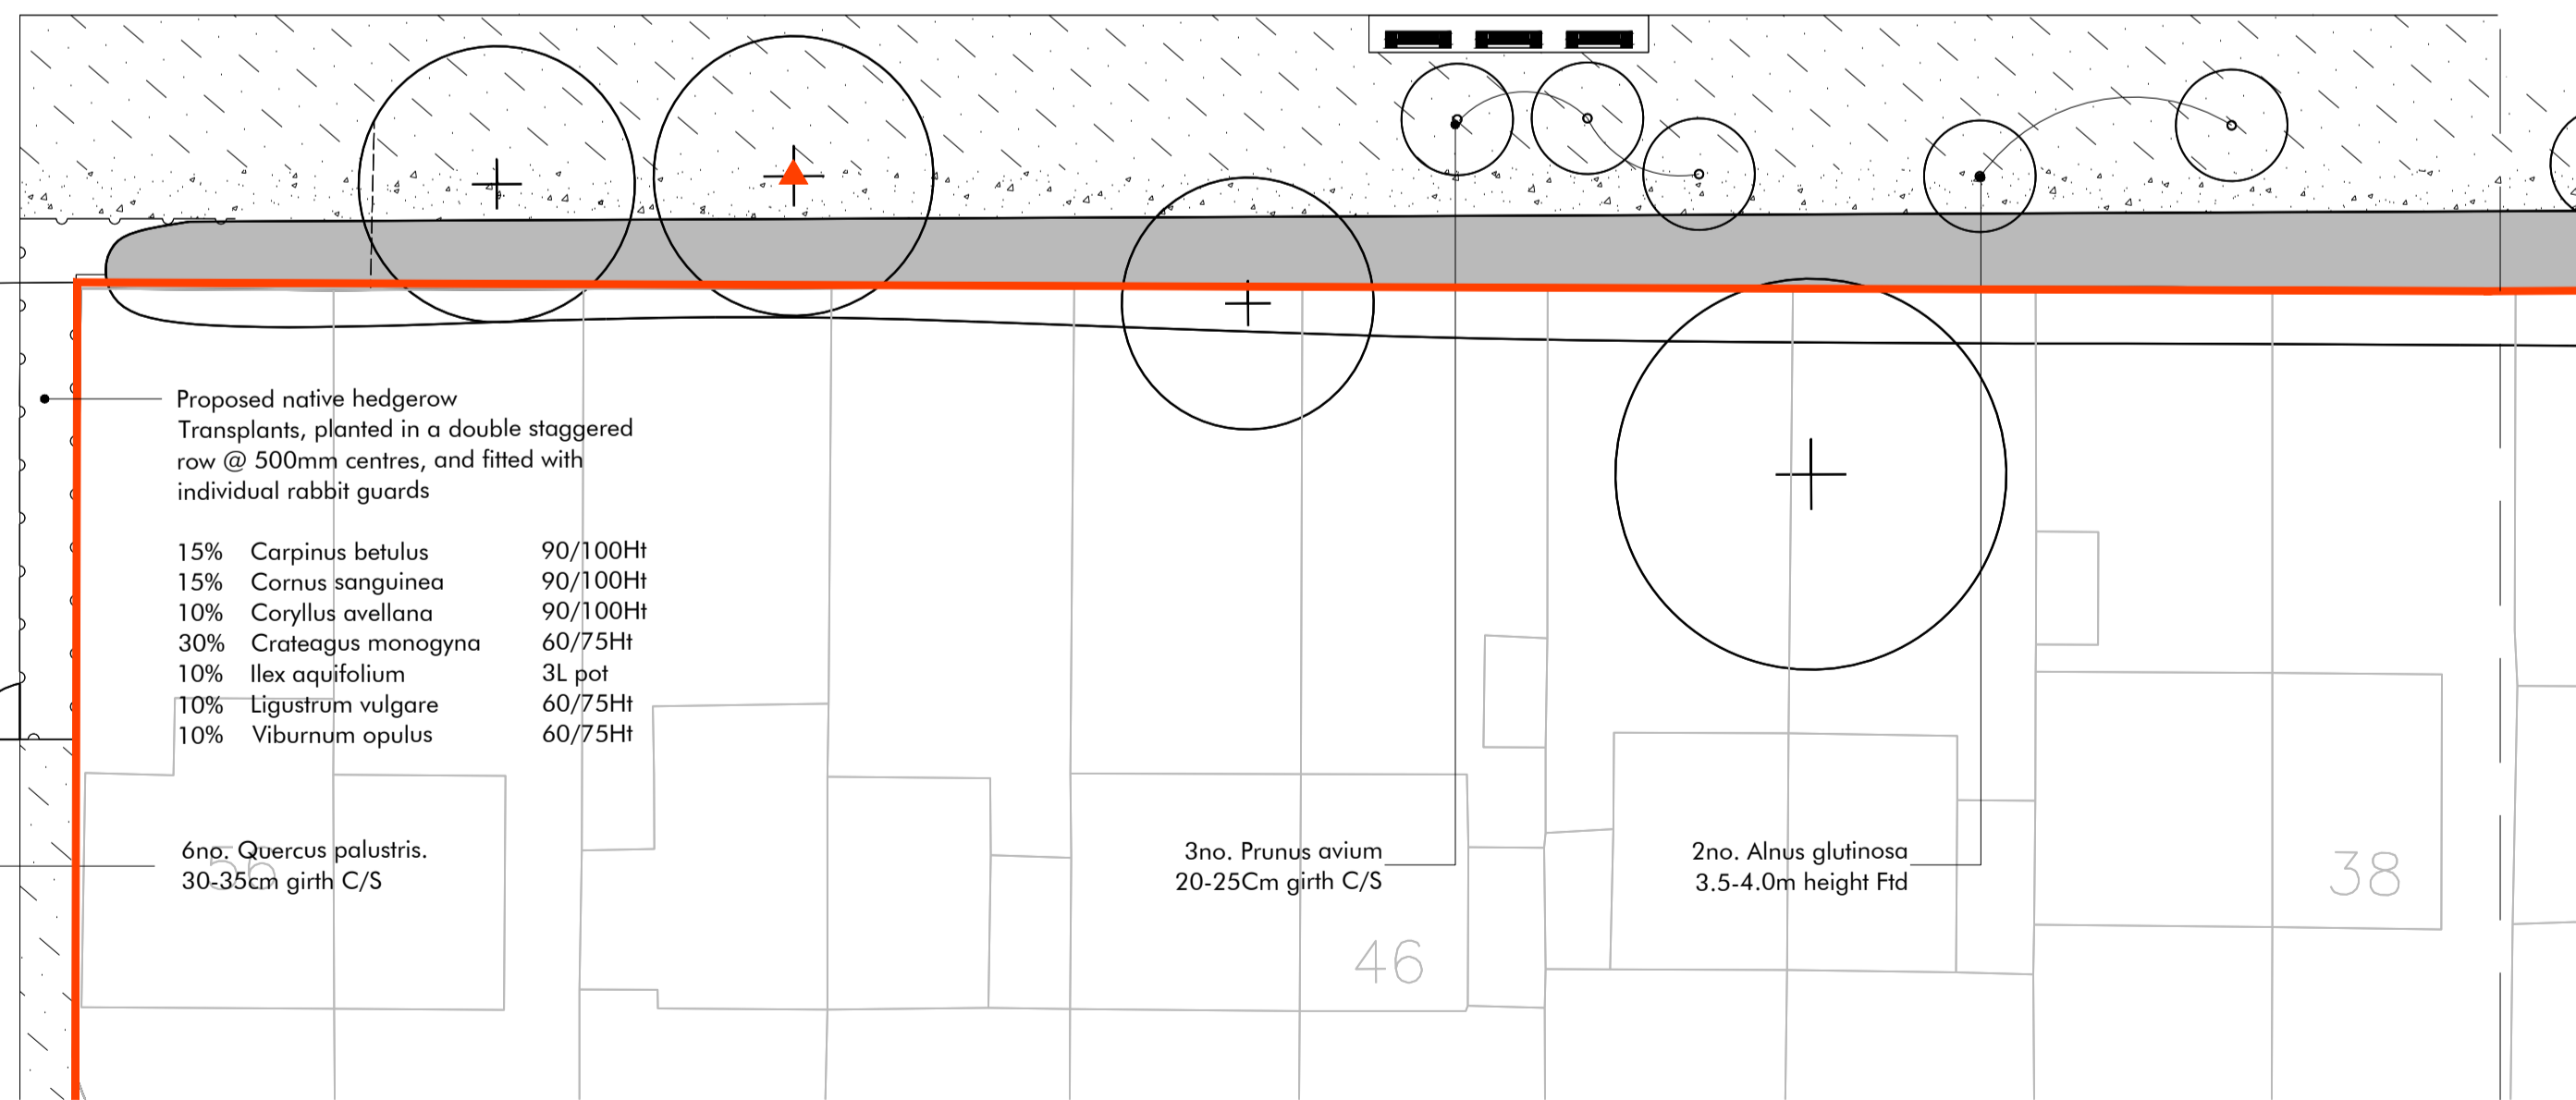 Proposed native hedgerow
Transplants, planted in a double staggered
row @ 500mm centres, and fitted with
individual rabbit guards
15% Carpinus betulus 90/100Ht
15% Cornus sanguinea 90/100Ht
10% Coryllus avellana 90/100Ht
30% Crateagus monogyna 60/75Ht
10% Ilex aquifolium 3L pot
10% Ligustrum vulgare 60/75Ht
10% Viburnum opulus 60/75Ht
6no. Quercus palustris.
30-35cm girth C/S
56
3no. Prunus avium
20-25Cm girth C/S
46
2no. Alnus glutinosa
3.5-4.0m height Ftd
38